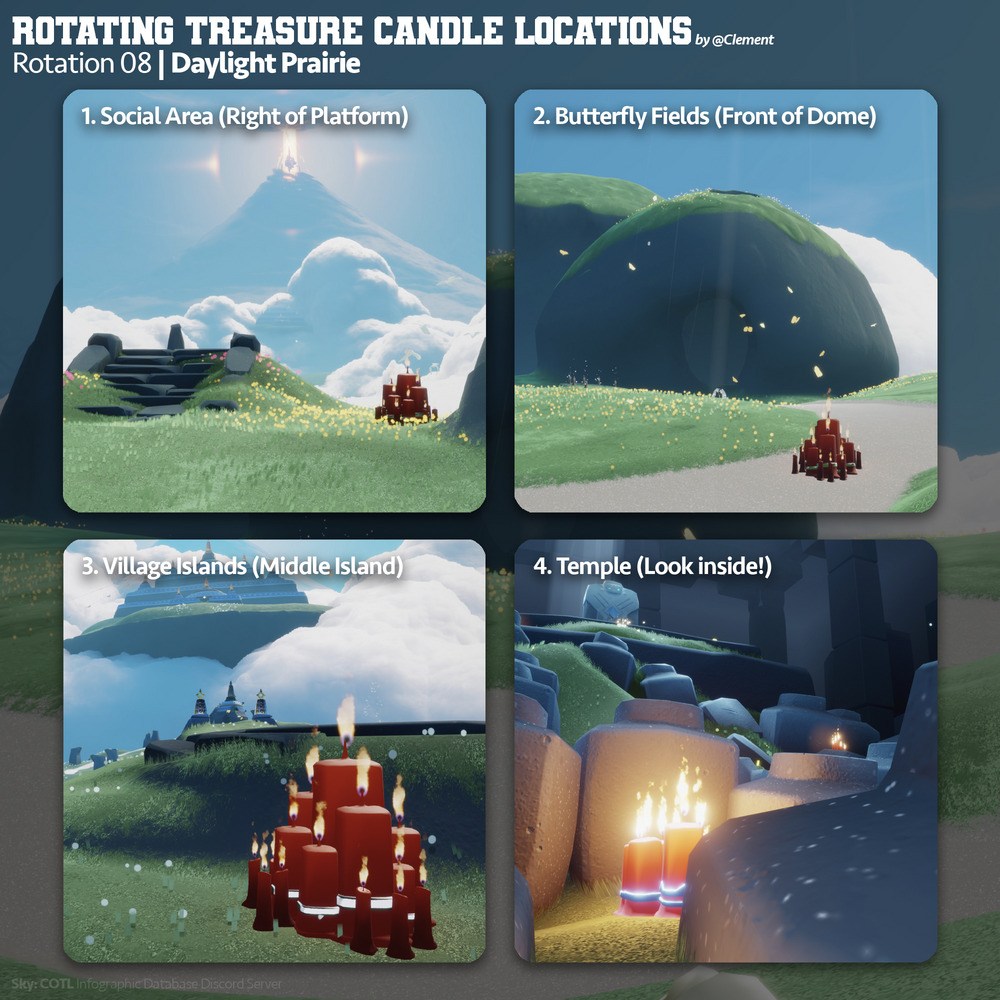 ROTATING TREASURE CANDLE LOCATIONS by @Clement
Rotation 08 | Daylight Prairie
1. Social Area (Right of Platform)
2. Butterfly Fields (Front of Dome)
3. Village Islands (Middle Island)
4. Temple (Look inside!)
Sky: COTL Infographic Database Discord Server